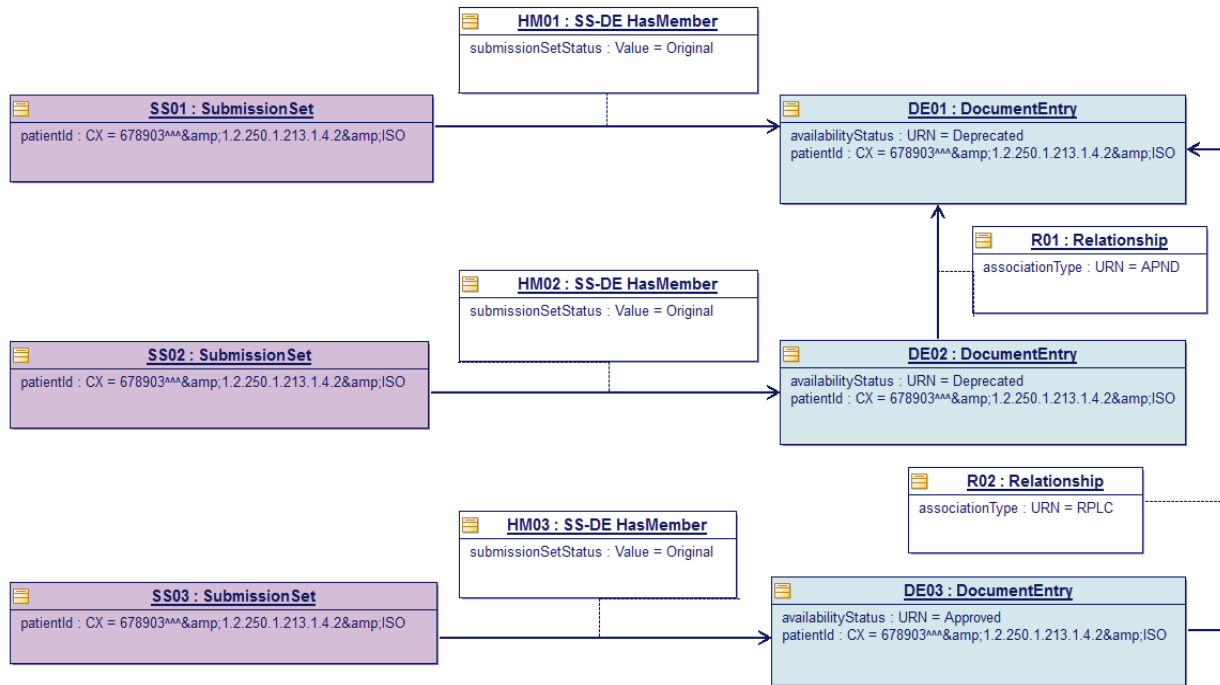 HM01 : SS-DE HasMember
submissionSetStatus : Value = Original
SS01 : SubmissionSet
patientId : CX = 678903^^^&amp;1.2.250.1.213.1.4.2&amp;ISO
DE01 : DocumentEntry
availabilityStatus : URN = Deprecated
patientId : CX = 678903^^^&amp;1.2.250.1.213.1.4.2&amp;ISO
R01 : Relationship
associationType : URN = APND
HM02 : SS-DE HasMember
submissionSetStatus : Value = Original
SS02 : SubmissionSet
patientId : CX = 678903^^^&amp;1.2.250.1.213.1.4.2&amp;ISO
DE02 : DocumentEntry
availabilityStatus : URN = Deprecated
patientId : CX = 678903^^^&amp;1.2.250.1.213.1.4.2&amp;ISO
R02 : Relationship
associationType : URN = RPLC
HM03 : SS-DE HasMember
submissionSetStatus : Value = Original
SS03 : SubmissionSet
patientId : CX = 678903^^^&amp;1.2.250.1.213.1.4.2&amp;ISO
DE03 : DocumentEntry
availabilityStatus : URN = Approved
patientId : CX = 678903^^^&amp;1.2.250.1.213.1.4.2&amp;ISO